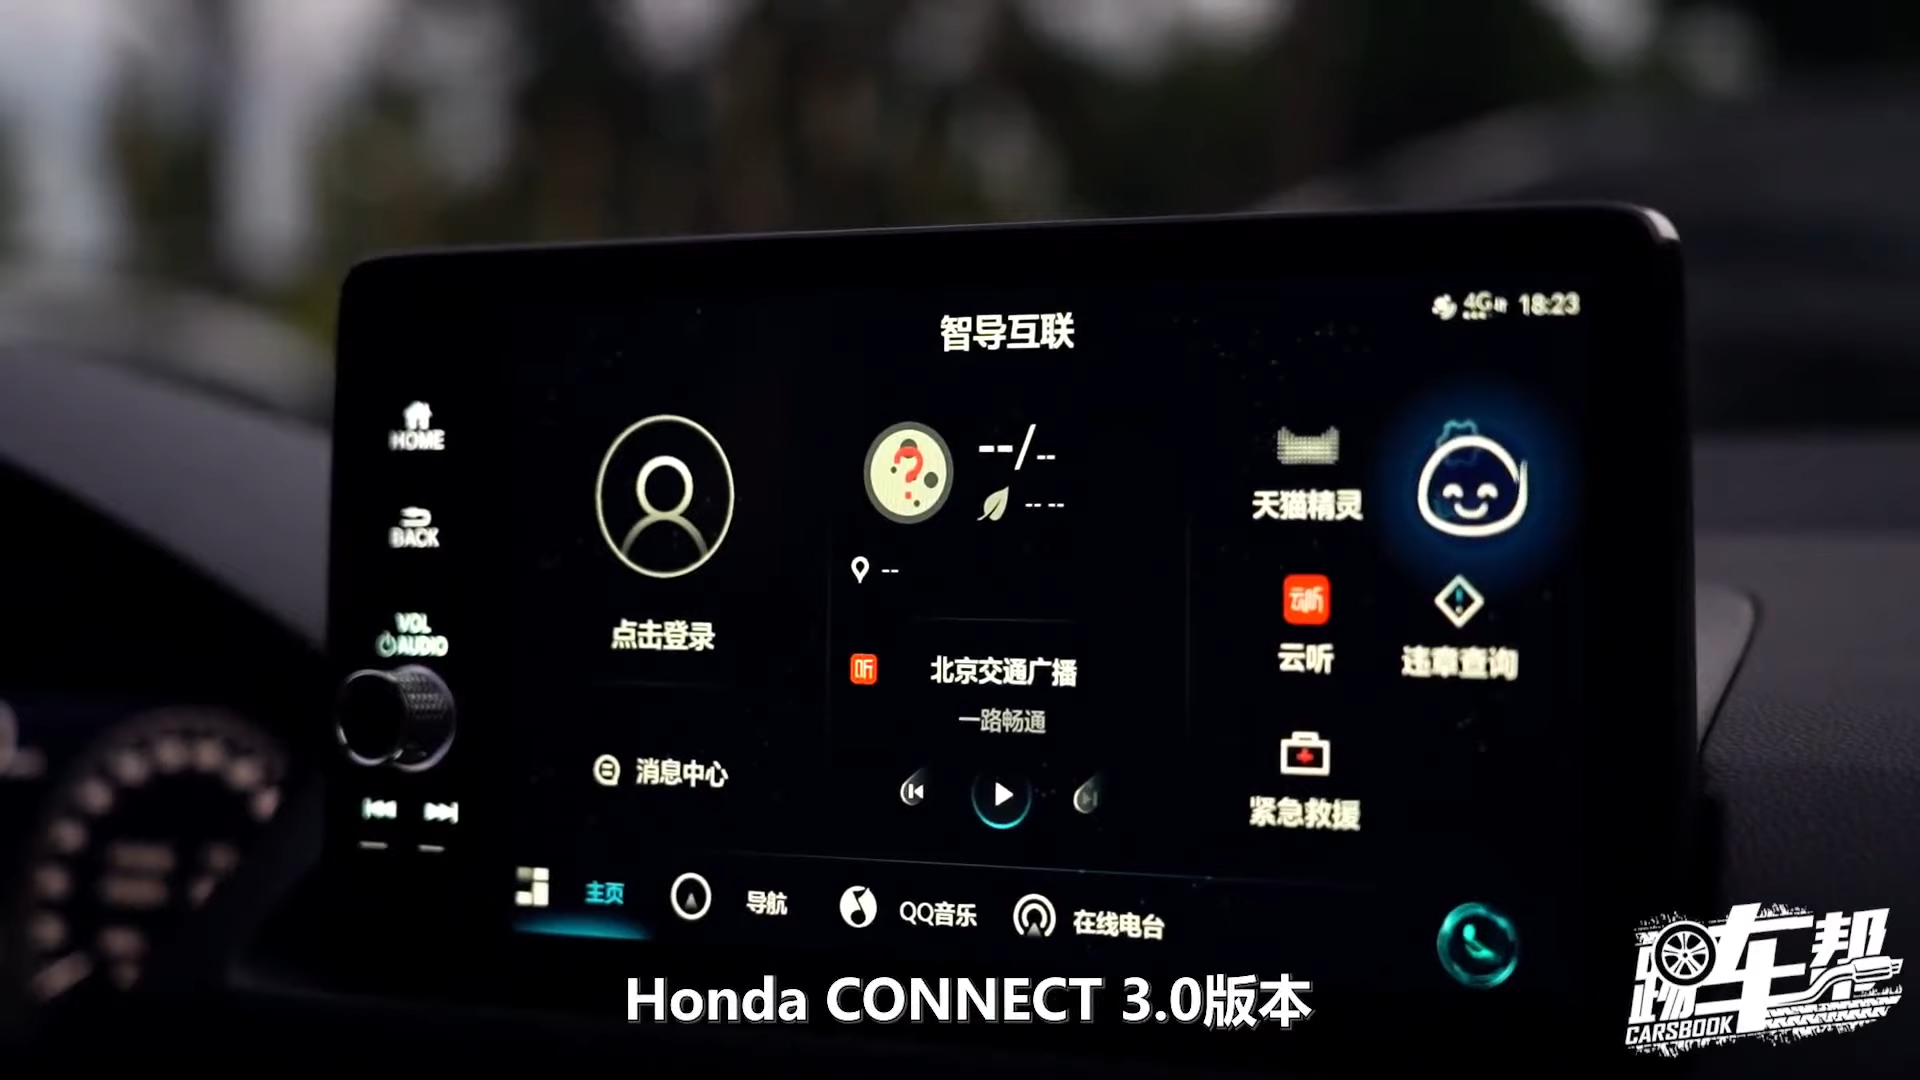 智导互联
4G
18:23
HOME
BACK
VOL
AUDIO
点击登录
消息中心
--/--
-- --
--
听
北京交通广播
一路畅通
天猫精灵
云听
云听
违章查询
紧急救援
主页
导航
QQ音乐
在线电台
Honda CONNECT 3.0版本
踢车帮
CARSBOOK